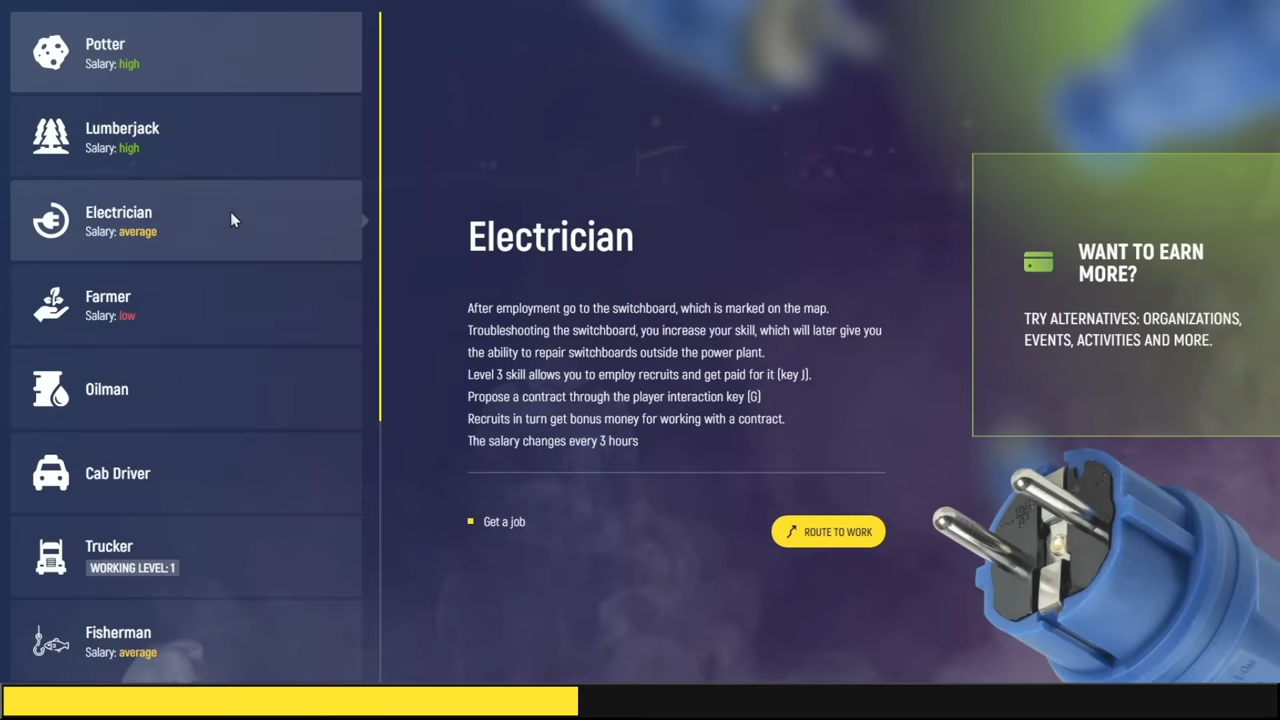 Potter
Salary: high
Lumberjack
Salary: high
Electrician
Salary: average
Farmer
Salary: low
Oilman
Cab Driver
Trucker
WORKING LEVEL: 1
Fisherman
Salary: average
Electrician
After employment go to the switchboard, which is marked on the map.
Troubleshooting the switchboard, you increase your skill, which will later give you
the ability to repair switchboards outside the power plant.
Level 3 skill allows you to employ recruits and get paid for it (key J).
Propose a contract through the player interaction key (G)
Recruits in turn get bonus money for working with a contract.
The salary changes every 3 hours
Get a job
ROUTE TO WORK
WANT TO EARN
MORE?
TRY ALTERNATIVES: ORGANIZATIONS,
EVENTS, ACTIVITIES AND MORE.